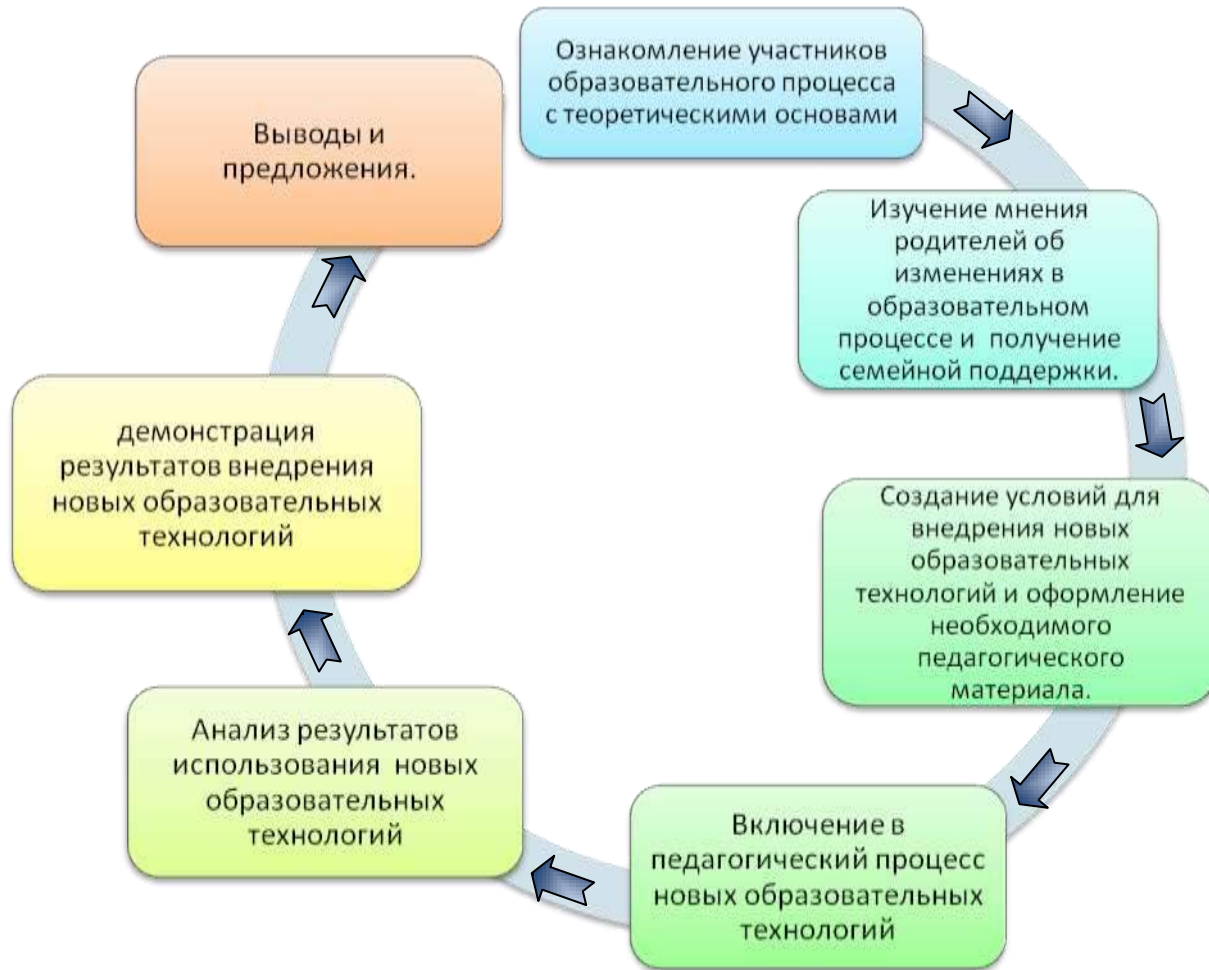 Ознакомление участников
образовательного процесса
с теоретическими основами
Изучение мнения
родителей об
изменениях в
образовательном
процессе и получение
семейной поддержки.
Создание условий для
внедрения новых
образовательных
технологий и оформление
необходимого
педагогического
материала.
Включение в
педагогический процесс
новых образовательных
технологий
Анализ результатов
использования новых
образовательных
технологий
демонстрация
результатов внедрения
новых образовательных
технологий
Выводы и
предложения.